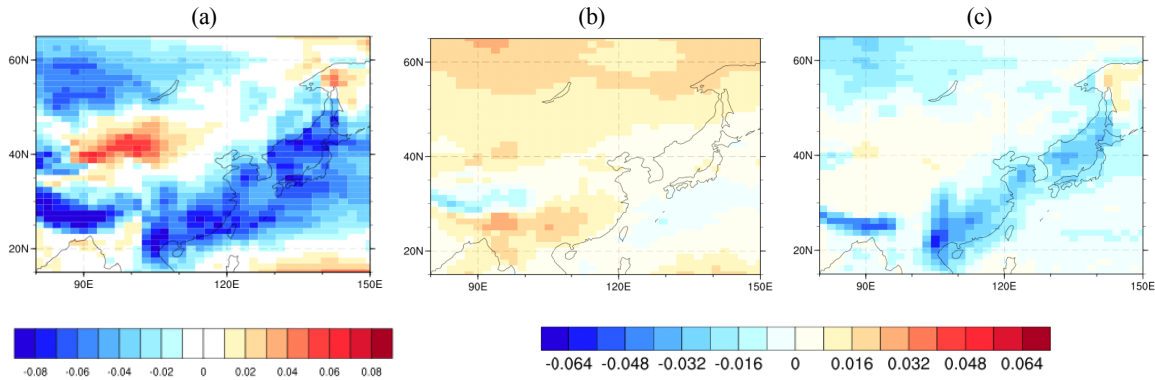 (a) (b) (c)
60N 60N 60N
40N 40N 40N
20N 20N 20N
90E 120E 150E 90E 120E 150E 90E 120E 150E
-0.08 -0.06 -0.04 -0.02 0 0.02 0.04 0.06 0.08
-0.064 -0.048 -0.032 -0.016 0 0.016 0.032 0.048 0.064